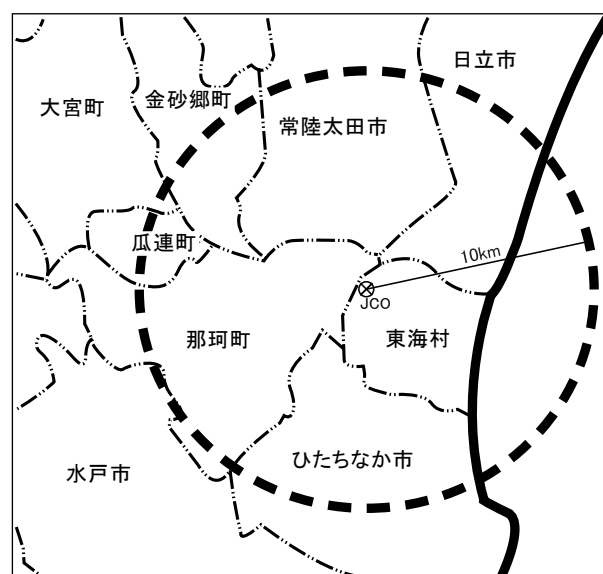 日立市
大宮町
金砂郷町
常陸太田市
瓜連町
10km
JCO
那珂町
東海村
ひたちなか市
水戸市